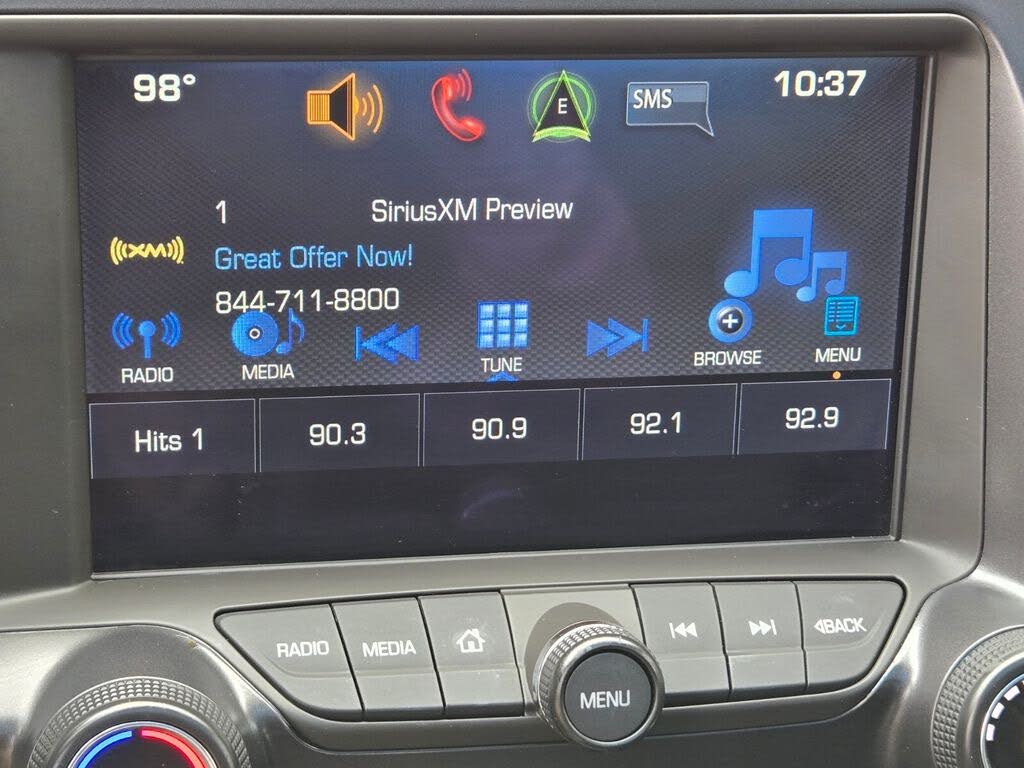 98°
E
SMS
10:37
1 SiriusXM Preview
((XM))
Great Offer Now!
844-711-8800
RADIO MEDIA TUNE BROWSE MENU
Hits 1 90.3 90.9 92.1 92.9
RADIO MEDIA BACK
MENU